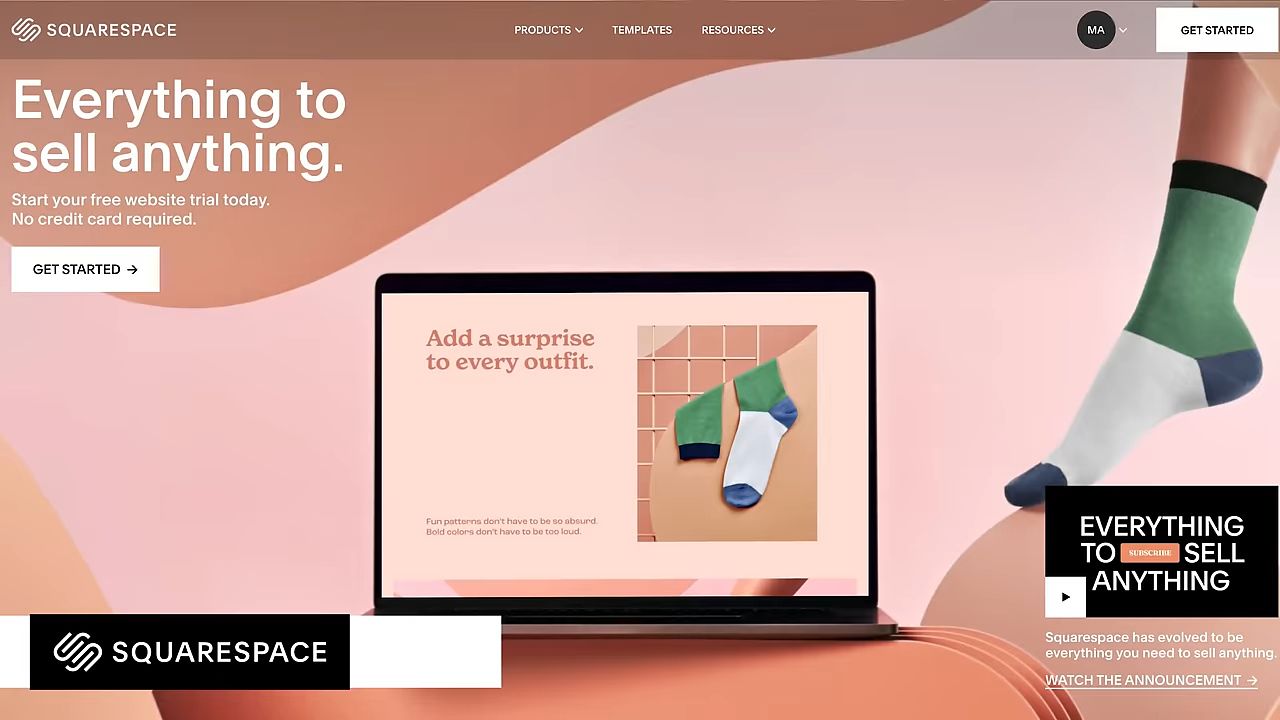 SQUARESPACE
PRODUCTS
TEMPLATES
RESOURCES
MA
GET STARTED
Everything to
sell anything.
Start your free website trial today.
No credit card required.
GET STARTED →
Add a surprise
to every outfit.
Fun patterns don't have to be so absurd.
Bold colors don't have to be too loud.
EVERYTHING
TO SUBSCRIBE SELL
ANYTHING
Squarespace has evolved to be
everything you need to sell anything.
WATCH THE ANNOUNCEMENT →
SQUARESPACE